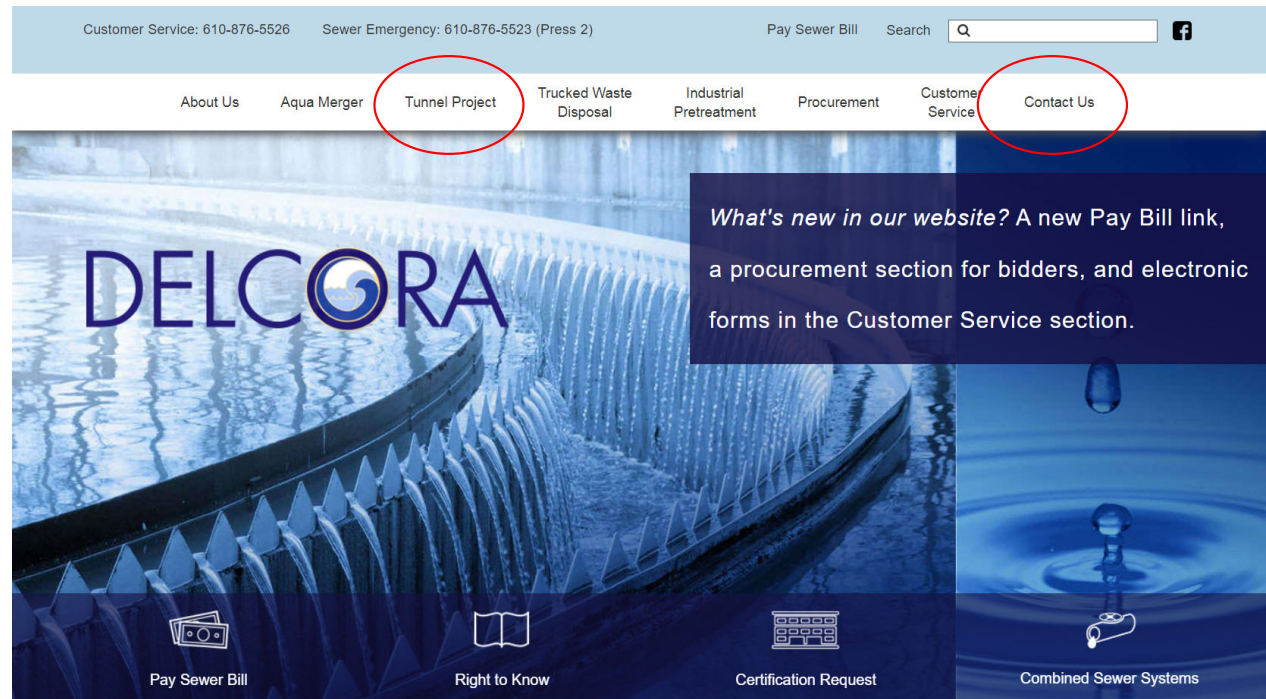 Customer Service: 610-876-5526 Sewer Emergency: 610-876-5523 (Press 2) Pay Sewer Bill Search
About Us Aqua Merger Tunnel Project Trucked Waste Disposal Industrial Pretreatment Procurement Customer Service Contact Us
DELCORA
What's new in our website? A new Pay Bill link,
a procurement section for bidders, and electronic
forms in the Customer Service section.
Pay Sewer Bill Right to Know Certification Request Combined Sewer Systems